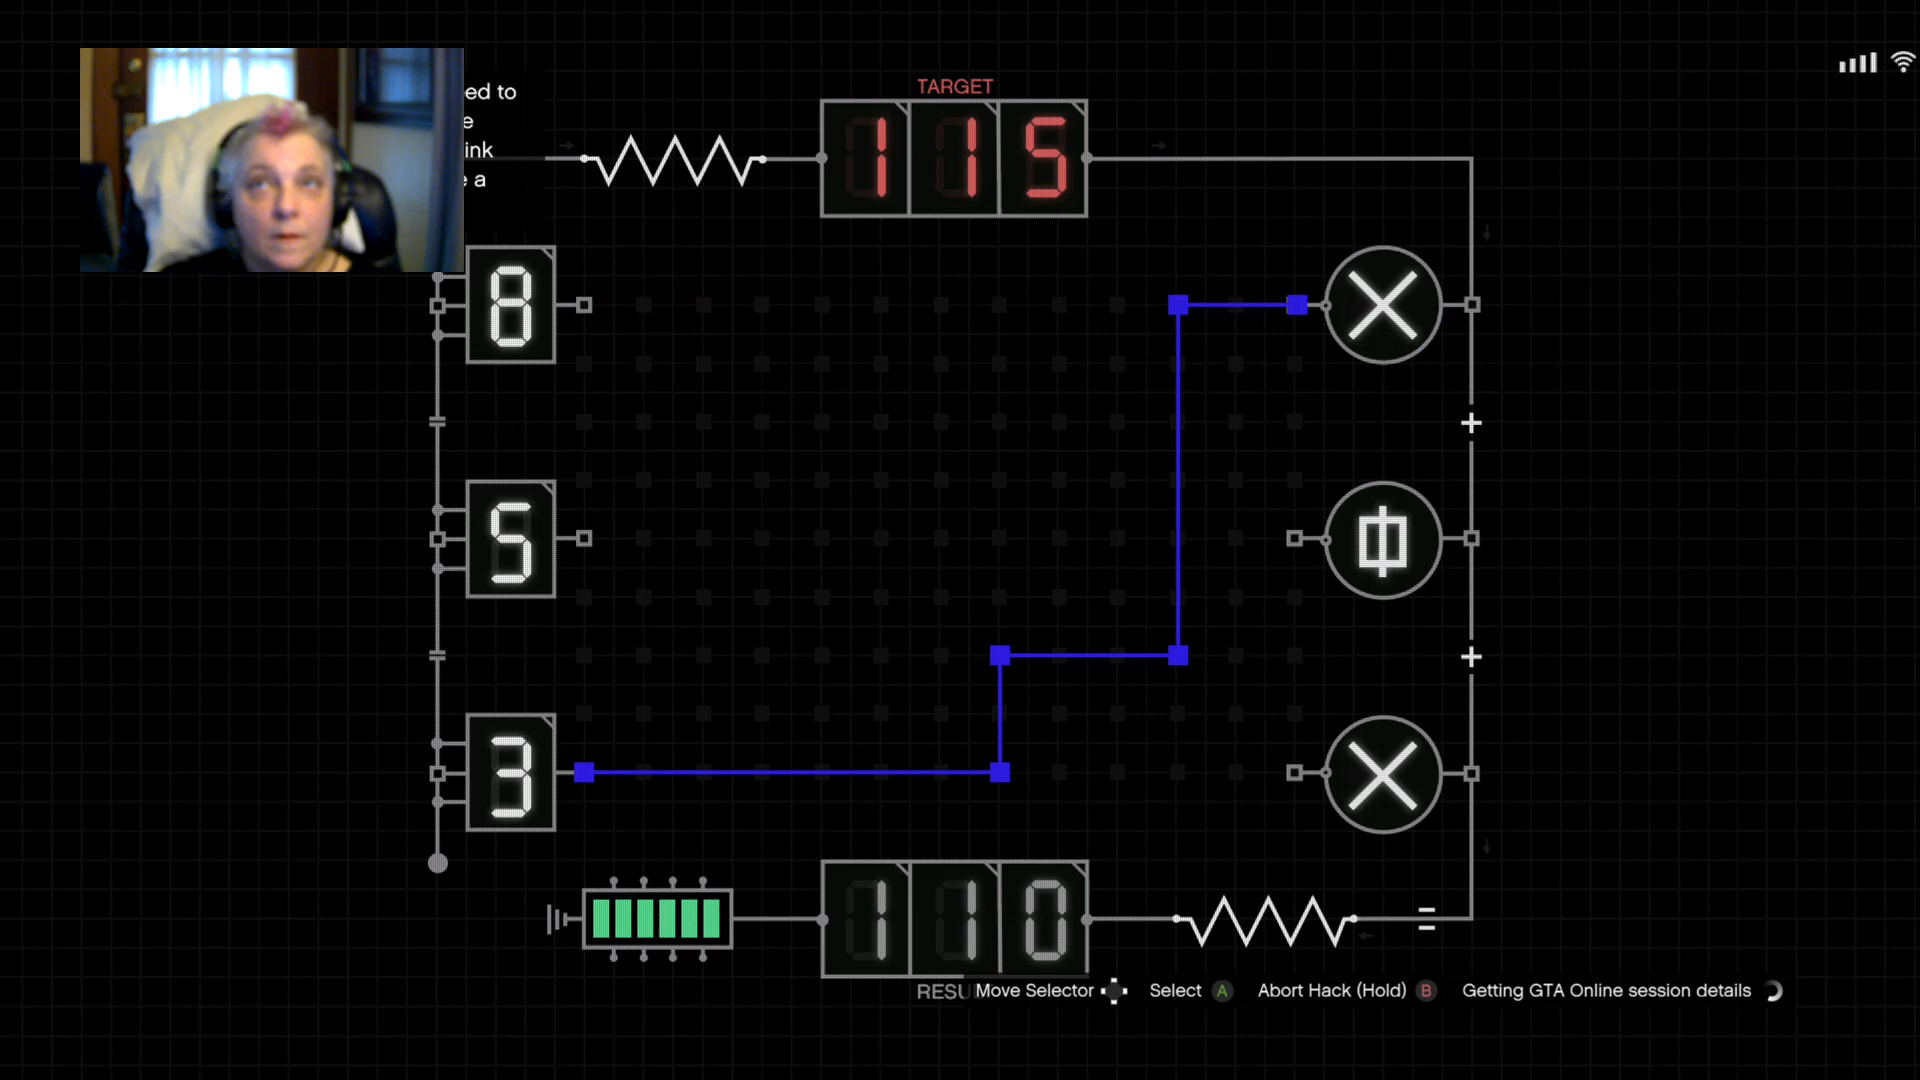 ed to
e
ink
e a
TARGET
115
8
5
3
+
+
=
110
RESU
Move Selector Select A Abort Hack (Hold) B Getting GTA Online session details